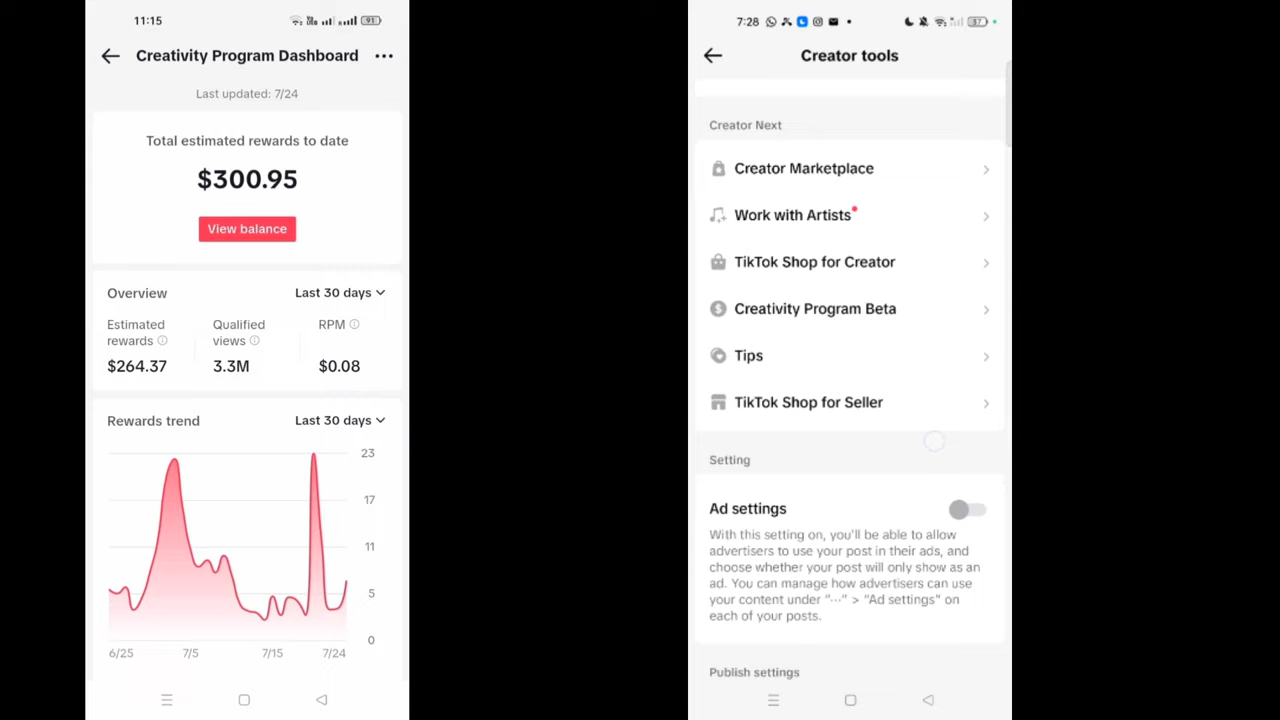 11:15
91
Creativity Program Dashboard
Last updated: 7/24
Total estimated rewards to date
$300.95
View balance
Overview
Last 30 days
Estimated rewards
Qualified views
RPM
$264.37
3.3M
$0.08
Rewards trend
Last 30 days
23
17
11
5
0
6/25
7/5
7/15
7/24
7:28
Creator tools
Creator Next
Creator Marketplace
Work with Artists
TikTok Shop for Creator
Creativity Program Beta
Tips
TikTok Shop for Seller
Setting
Ad settings
With this setting on, you'll be able to allow
advertisers to use your post in their ads, and
choose whether your post will only show as an
ad. You can manage how advertisers can use
your content under "···" > "Ad settings" on
each of your posts.
Publish settings